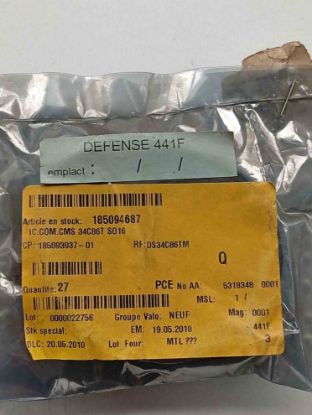 DEFENSE 441F
emplact : / /
Article en stock: 185094687
IC.COM.CMS 34C86T SO16
CP: 185093937-01 RF:DS34C86TM
Q
Quantite: 27 PCE No AA: 5318348 0001
MSL: 1 /
Lot: 0000022756 Groupe Valo: NEUF Mag: 0001
Stk special: EM: 19.05.2010 441F
DLC: 20.05.2010 Lot Four: MTL ??? 3